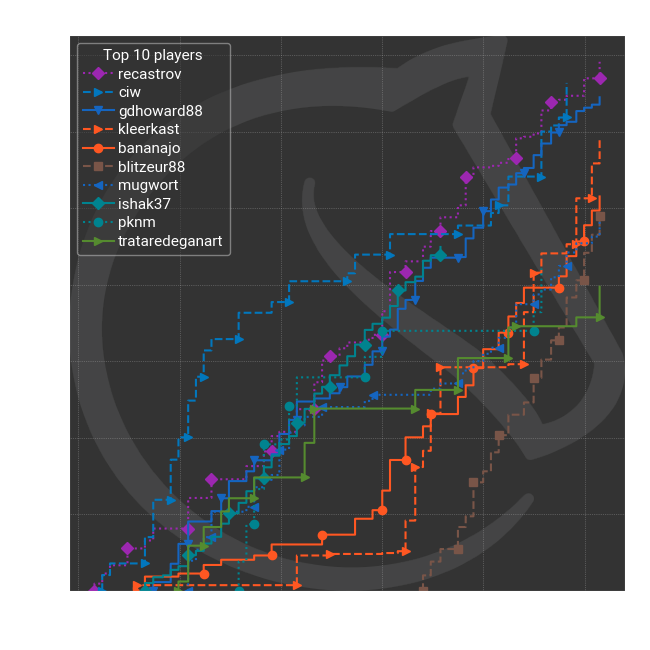 Top 10 players
recastrov
ciw
gdhoward88
kleerkast
bananajo
blitzeur88
mugwort
ishak37
pknm
trataredeganart